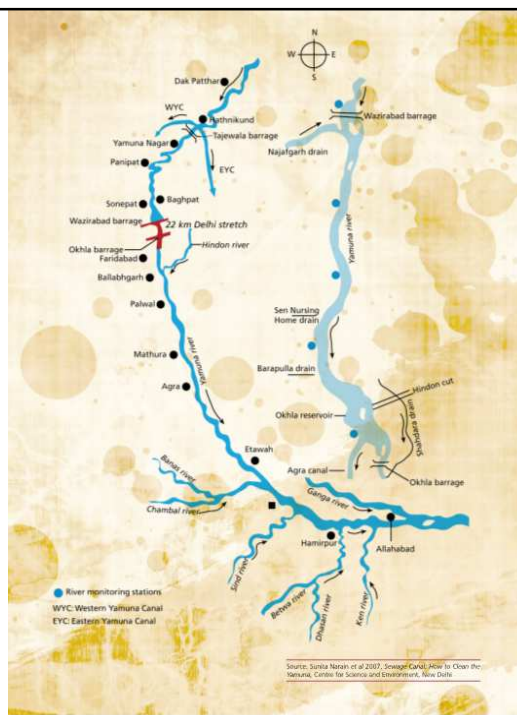 N
W E
S
Dak Patthar
WYC
Hathnikund
Tajewala barrage
Yamuna Nagar
EYC
Panipat
Sonepat
Baghpat
Wazirabad barrage
22 km Delhi stretch
Okhla barrage
Hindon river
Faridabad
Ballabhgarh
Palwal
Yamuna river
Mathura
Agra
Etawah
Banas river
Chambal river
Sind river
Hamirpur
Betwa river
Dhasan river
Ken river
Ganga river
Allahabad
Wazirabad barrage
Najafgarh drain
Yamuna river
Sen Nursing
Home drain
Barapulla drain
Hindon cut
Okhla reservoir
Shahdara drain
Agra canal
Okhla barrage
River monitoring stations
WYC: Western Yamuna Canal
EYC: Eastern Yamuna Canal
Source: Sunita Narain et al 2007, Sewage Canal: How to Clean the
Yamuna, Centre for Science and Environment, New Delhi